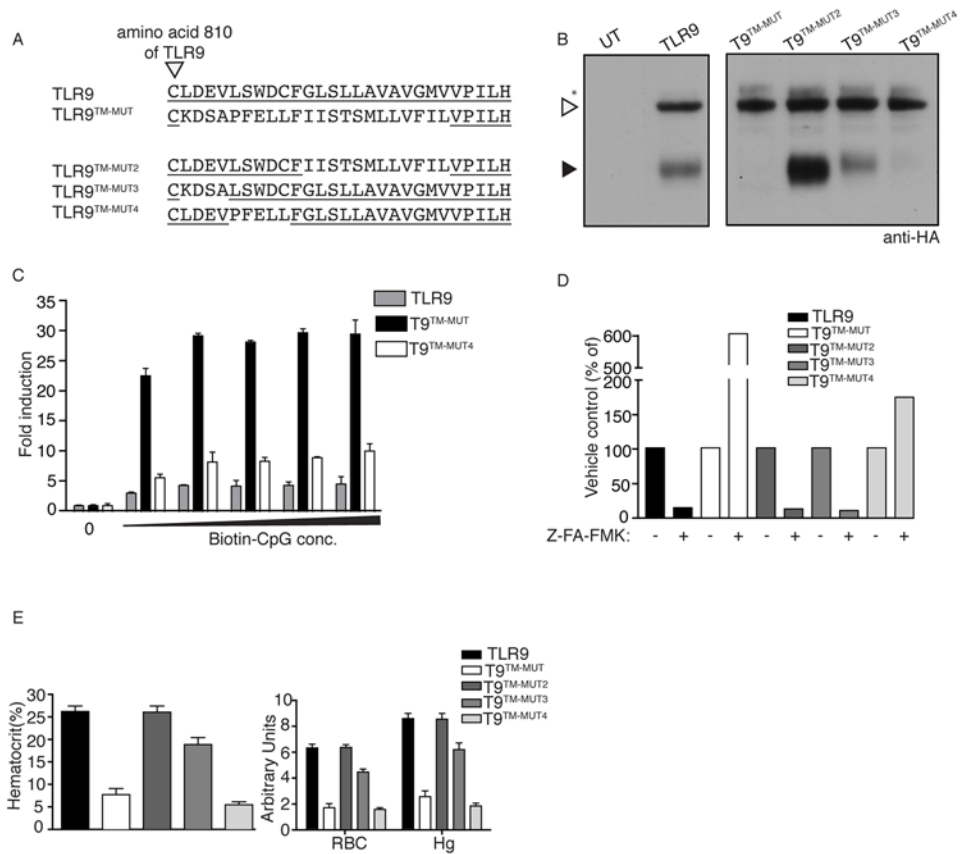 A
amino acid 810
of TLR9
TLR9 CLDEVLSWDCFGLSLLAVAVGMVVPILH
TLR9TM-MUT CKDSAPFELLFIISTSMLLVFILVPILH
TLR9TM-MUT2 CLDEVLSWDCFIISTSMLLVFILVPILH
TLR9TM-MUT3 CKDSALSWDCFGLSLLAVAVGMVVPILH
TLR9TM-MUT4 CLDEVPFELLFGLSLLAVAVGMVVPILH
B
UT TLR9 T9TM-MUT T9TM-MUT2 T9TM-MUT3 T9TM-MUT4
*
anti-HA
C
TLR9
T9TM-MUT
T9TM-MUT4
Fold induction
35
30
25
20
15
10
5
0
0
Biotin-CpG conc.
D
TLR9
T9TM-MUT
T9TM-MUT2
T9TM-MUT3
T9TM-MUT4
Vehicle control (% of)
600
500
200
150
100
50
0
Z-FA-FMK: - + - + - + - + - +
E
TLR9
T9TM-MUT
T9TM-MUT2
T9TM-MUT3
T9TM-MUT4
Hematocrit(%)
30
25
20
10
5
0
Arbitrary Units
10
8
6
4
2
0
RBC Hg